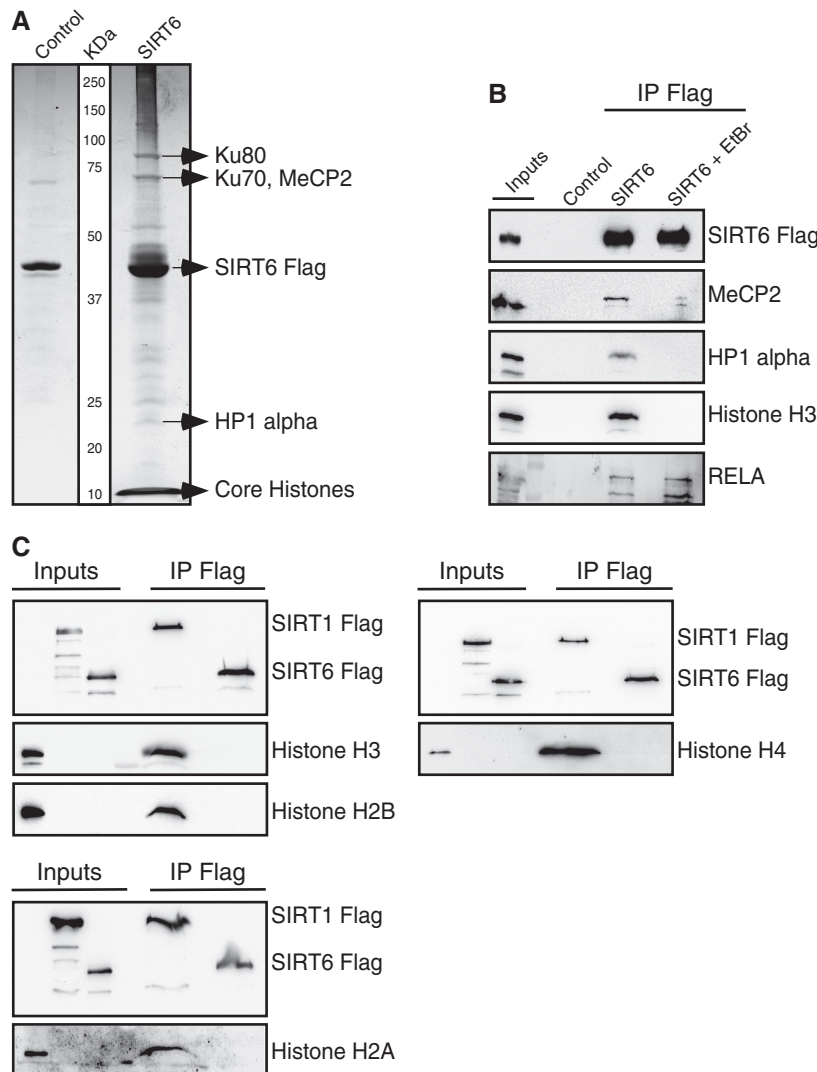 A
Control
KDa
SIRT6
250
150
100
75
50
37
25
20
10
Ku80
Ku70, MeCP2
SIRT6 Flag
HP1 alpha
Core Histones
B
IP Flag
Inputs
Control
SIRT6
SIRT6 + EtBr
SIRT6 Flag
MeCP2
HP1 alpha
Histone H3
RELA
C
Inputs
IP Flag
SIRT1 Flag
SIRT6 Flag
Histone H3
Histone H2B
Inputs
IP Flag
SIRT1 Flag
SIRT6 Flag
Histone H4
Inputs
IP Flag
SIRT1 Flag
SIRT6 Flag
Histone H2A